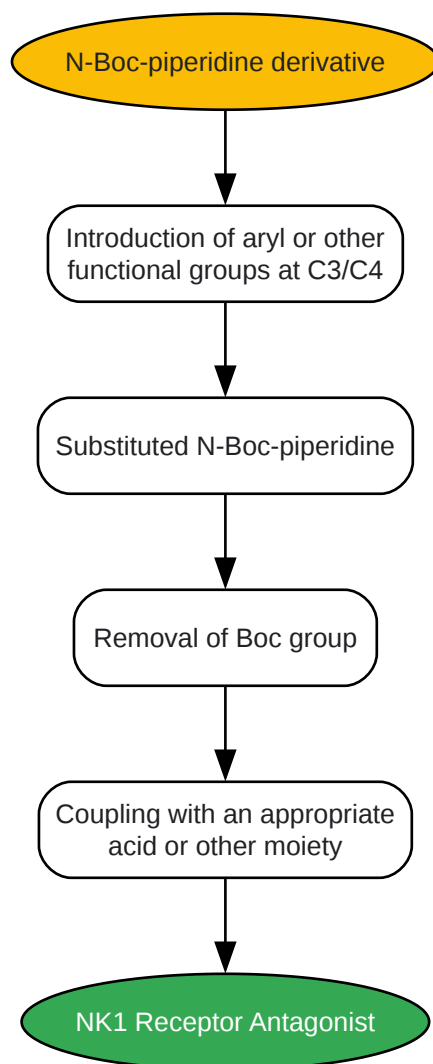 N-Boc-piperidine derivative
Introduction of aryl or other
functional groups at C3/C4
Substituted N-Boc-piperidine
Removal of Boc group
Coupling with an appropriate
acid or other moiety
NK1 Receptor Antagonist